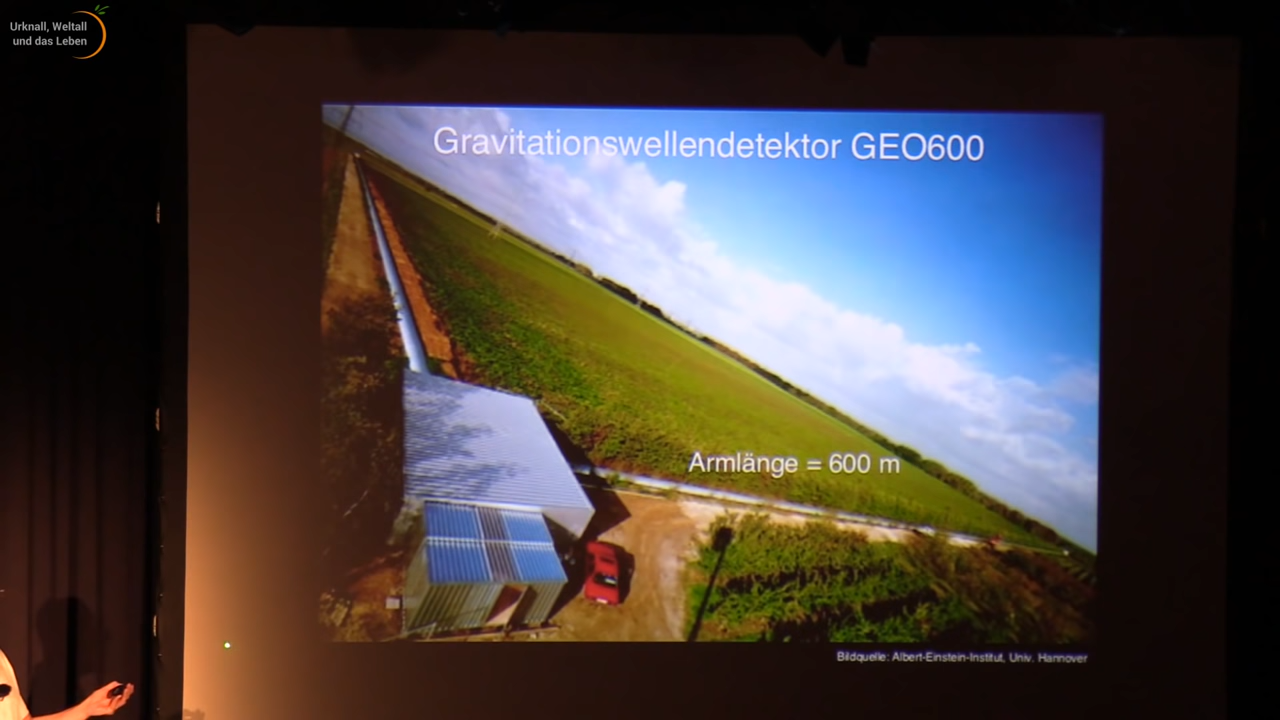 Urknall, Weltall
und das Leben
Gravitationswellendetektor GEO600
Armlänge = 600 m
Bildquelle: Albert-Einstein-Institut, Univ. Hannover